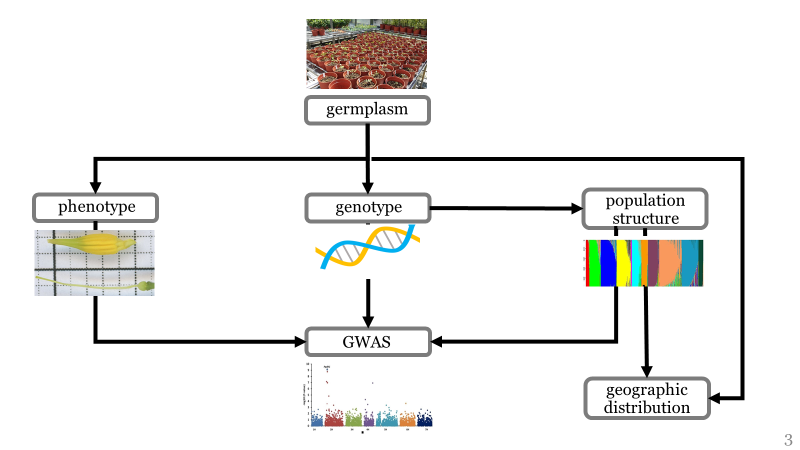 germplasm
phenotype
genotype
population
structure
GWAS
geographic
distribution
3